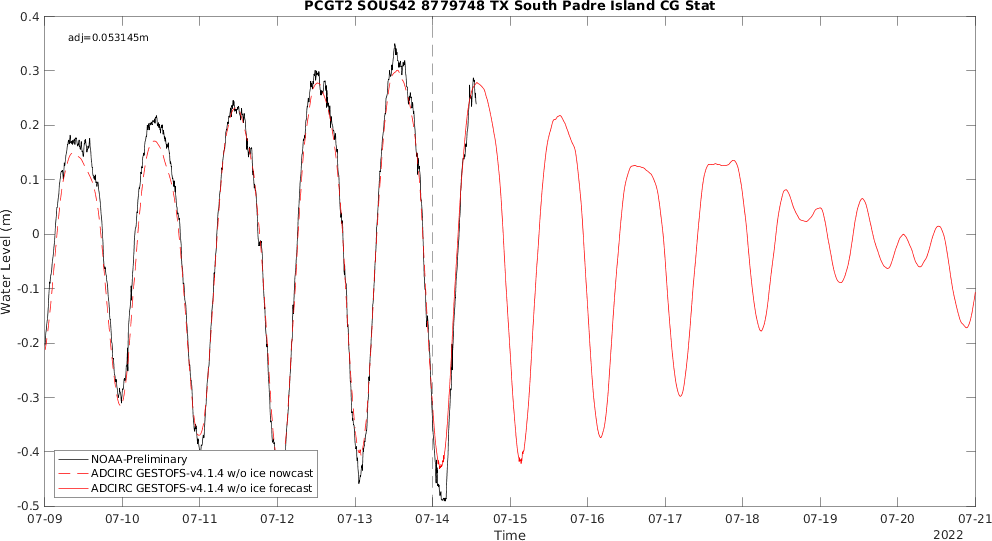 PCGT2 SOUS42 8779748 TX South Padre Island CG Stat
adj=0.053145m
0.4
0.3
0.2
0.1
0
-0.1
-0.2
-0.3
-0.4
-0.5
Water Level (m)
NOAA-Preliminary
ADCIRC GESTOFS-v4.1.4 w/o ice nowcast
ADCIRC GESTOFS-v4.1.4 w/o ice forecast
07-09 07-10 07-11 07-12 07-13 07-14 07-15 07-16 07-17 07-18 07-19 07-20 07-21
Time
2022